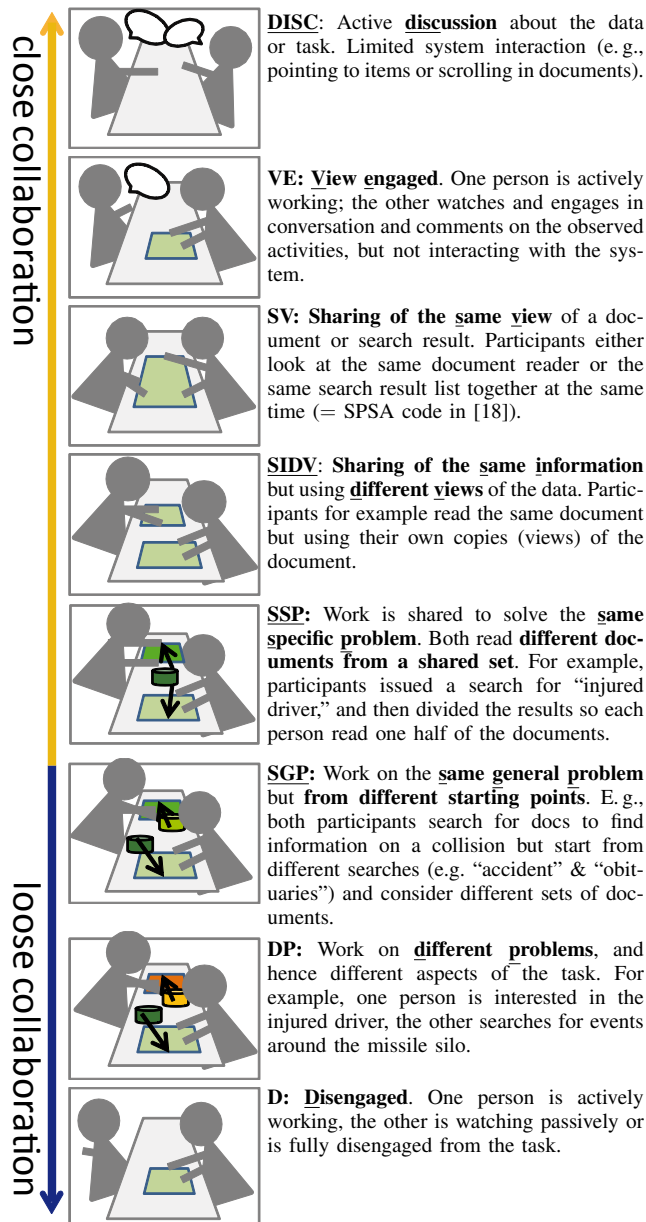 close collaboration
DISC: Active discussion about the data
or task. Limited system interaction (e. g.,
pointing to items or scrolling in documents).
VE: View engaged. One person is actively
working; the other watches and engages in
conversation and comments on the observed
activities, but not interacting with the sys-
tem.
SV: Sharing of the same view of a doc-
ument or search result. Participants either
look at the same document reader or the
same search result list together at the same
time (= SPSA code in [18]).
SIDV: Sharing of the same information
but using different views of the data. Partic-
ipants for example read the same document
but using their own copies (views) of the
document.
SSP: Work is shared to solve the same
specific problem. Both read different doc-
uments from a shared set. For example,
participants issued a search for “injured
driver,” and then divided the results so each
person read one half of the documents.
loose collaboration
SGP: Work on the same general problem
but from different starting points. E. g.,
both participants search for docs to find
information on a collision but start from
different searches (e.g. “accident” & “obit-
uaries”) and consider different sets of doc-
uments.
DP: Work on different problems, and
hence different aspects of the task. For
example, one person is interested in the
injured driver, the other searches for events
around the missile silo.
D: Disengaged. One person is actively
working, the other is watching passively or
is fully disengaged from the task.